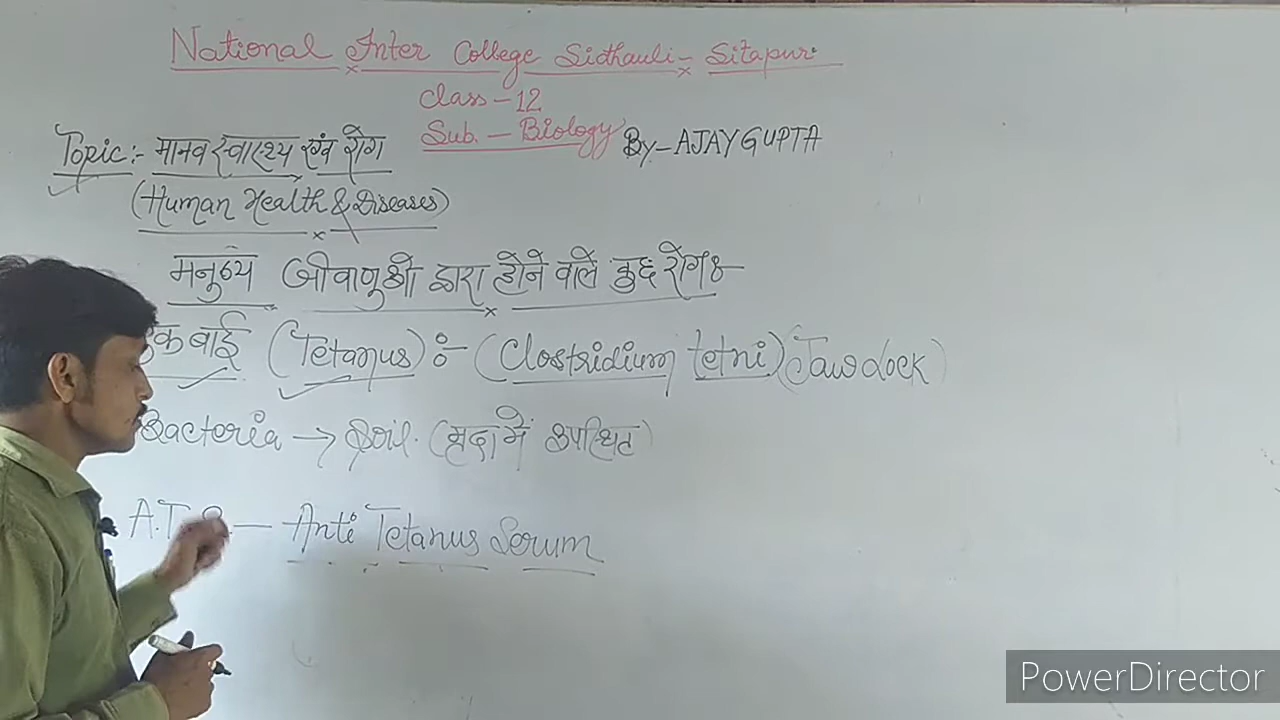 National Inter College Sidhauli - Sitapur
Class - 12
Sub. - Biology By - AJAY GUPTA
Topic:- मानव स्वास्थ्य एवं रोग
(Human Health & Diseases)
मनुष्य जीवाणुओ द्वारा होने वाले कुछ रोग :-
बाई (Tetanus) :- (Clostridium tetni) (Jaw Lock)
Bacteria → Soil. (मृदा में उपस्थित)
A.T. — Anti Tetanus Serum
PowerDirector